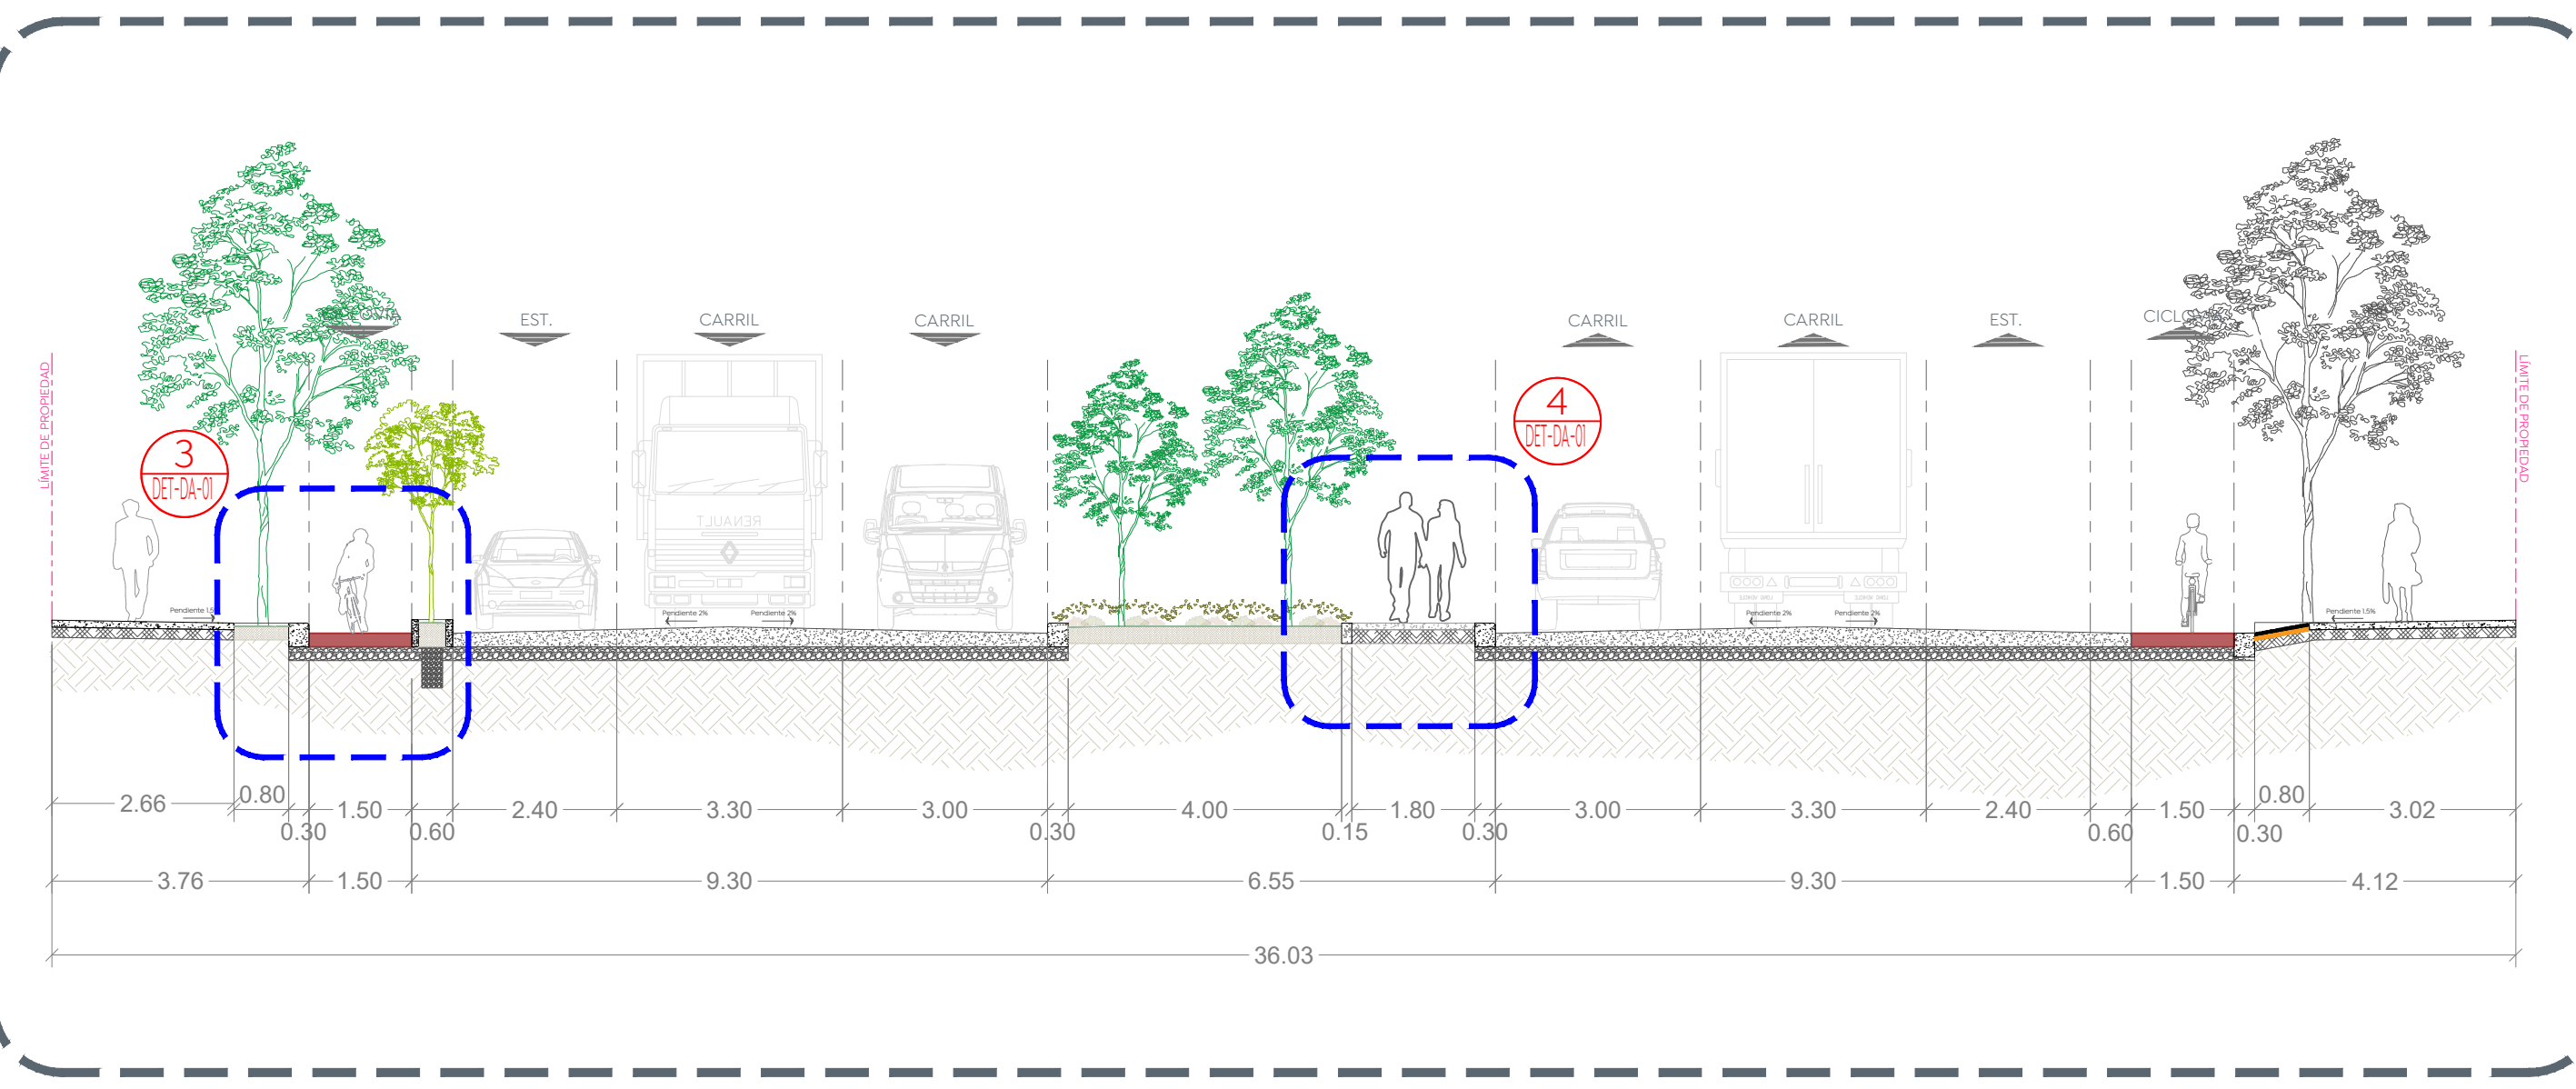 EST.
CARRIL
CARRIL
CARRIL
CARRIL
EST.
LÍMITE DE PROPIEDAD
LÍMITE DE PROPIEDAD
3
DET-DA-01
4
DET-DA-01
RENAULT
Pendiente 2%
Pendiente 2%
Pendiente 2%
Pendiente 2%
Pendiente 1.5%
2.66
0.80
0.30
1.50
0.60
2.40
3.30
3.00
0.30
4.00
0.15
1.80
0.30
3.00
3.30
2.40
0.60
1.50
0.30
0.80
3.02
3.76
1.50
9.30
6.55
9.30
1.50
4.12
36.03